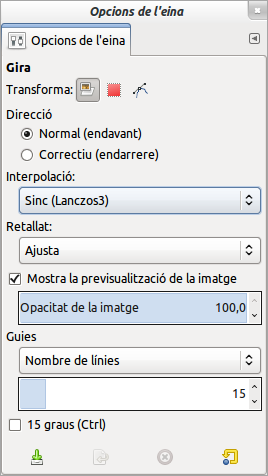 Opcions de l'eina
Opcions de l'eina
Gira
Transforma:
Direcció
Normal (endavant)
Correctiu (endarrere)
Interpolació:
Sinc (Lanczos3)
Retallat:
Ajusta
Mostra la previsualització de la imatge
Opacitat de la imatge 100,0
Guies
Nombre de línies
15
15 graus (Ctrl)